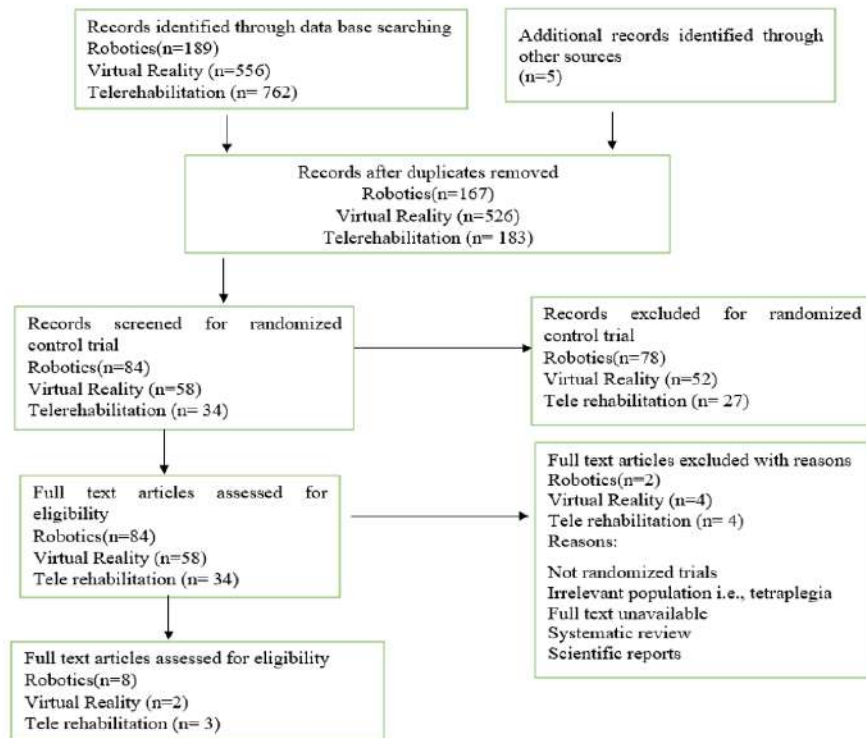 Records identified through data base searching
Robotics(n=189)
Virtual Reality (n=556)
Telerehabilitation (n= 762)
Additional records identified through
other sources
(n=5)
Records after duplicates removed
Robotics(n=167)
Virtual Reality (n=526)
Telerehabilitation (n= 183)
Records screened for randomized
control trial
Robotics(n=84)
Virtual Reality (n=58)
Telerehabilitation (n= 34)
Records excluded for randomized
control trial
Robotics(n=78)
Virtual Reality (n=52)
Tele rehabilitation (n= 27)
Full text articles assessed for
eligibility
Robotics(n=84)
Virtual Reality (n=58)
Tele rehabilitation (n= 34)
Full text articles excluded with reasons
Robotics(n=2)
Virtual Reality (n=4)
Tele rehabilitation (n= 4)
Reasons:
Not randomized trials
Irrelevant population i.e., tetraplegia
Full text unavailable
Systematic review
Scientific reports
Full text articles assessed for eligibility
Robotics(n=8)
Virtual Reality (n=2)
Tele rehabilitation (n= 3)